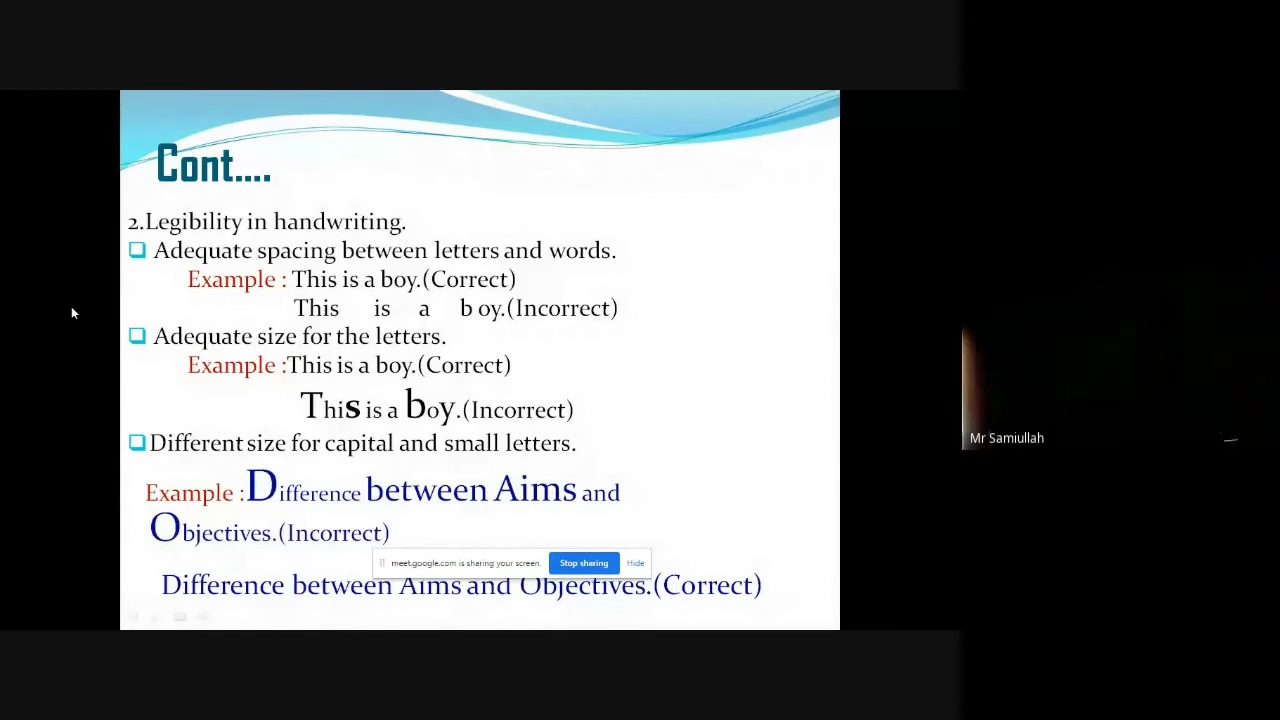 Cont....
2.Legibility in handwriting.
❑ Adequate spacing between letters and words.
Example : This is a boy.(Correct)
This is a b oy.(Incorrect)
❑ Adequate size for the letters.
Example :This is a boy.(Correct)
This is a boy.(Incorrect)
❑Different size for capital and small letters.
Example :Difference between Aims and
Objectives.(Incorrect)
meet.google.com is sharing your screen. Stop sharing Hide
Difference between Aims and Objectives.(Correct)
Mr Samiullah